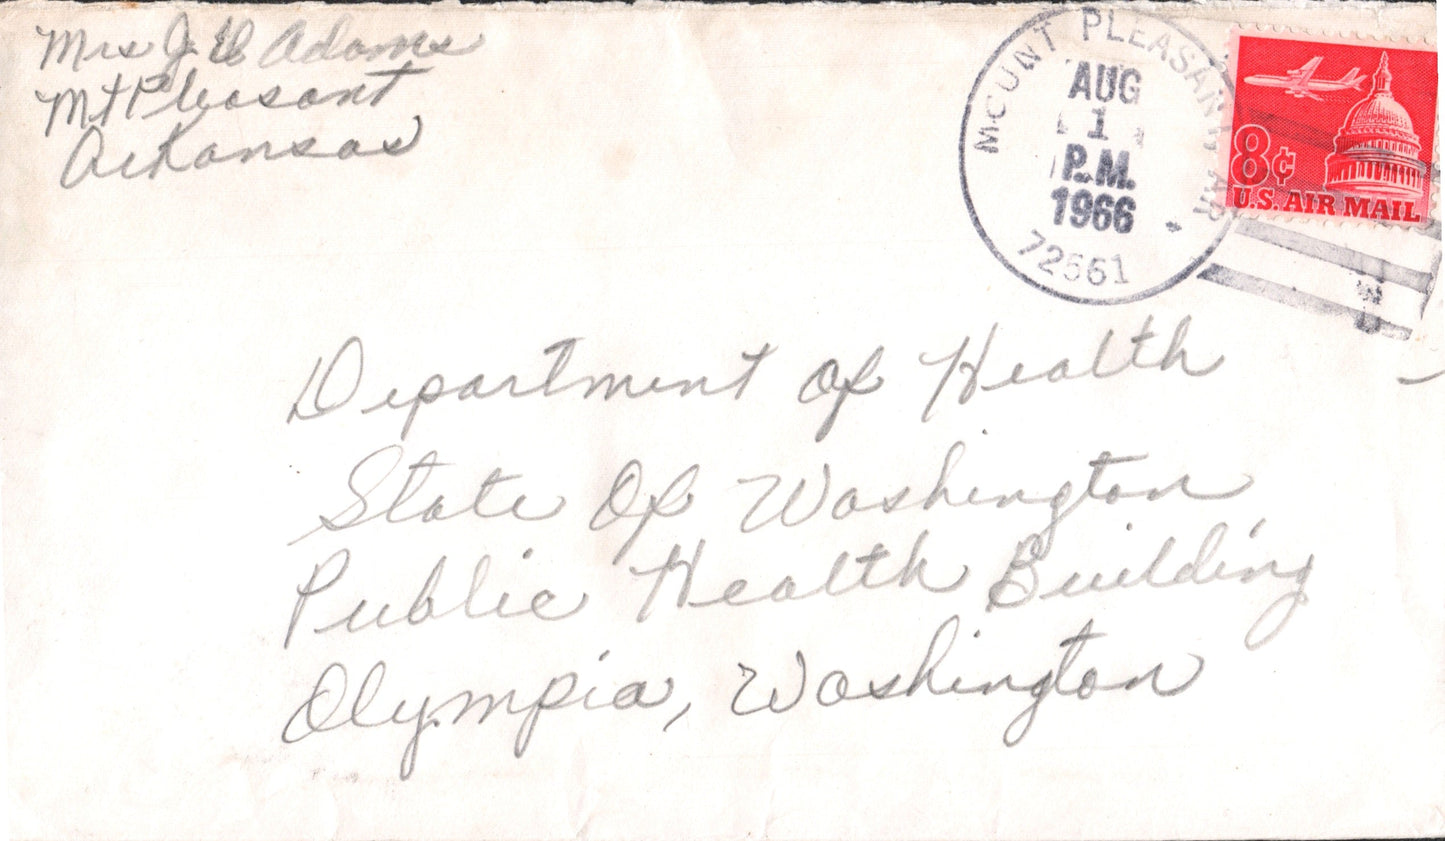 Mrs J. H Adams
Mt Pleasant
Arkansas
MOUNT PLEASANT, AR
AUG
1
P.M.
1966
72561
8¢
U.S. AIR MAIL
Department of Health
State Of Washington
Public Health Building
Olympia, Washington